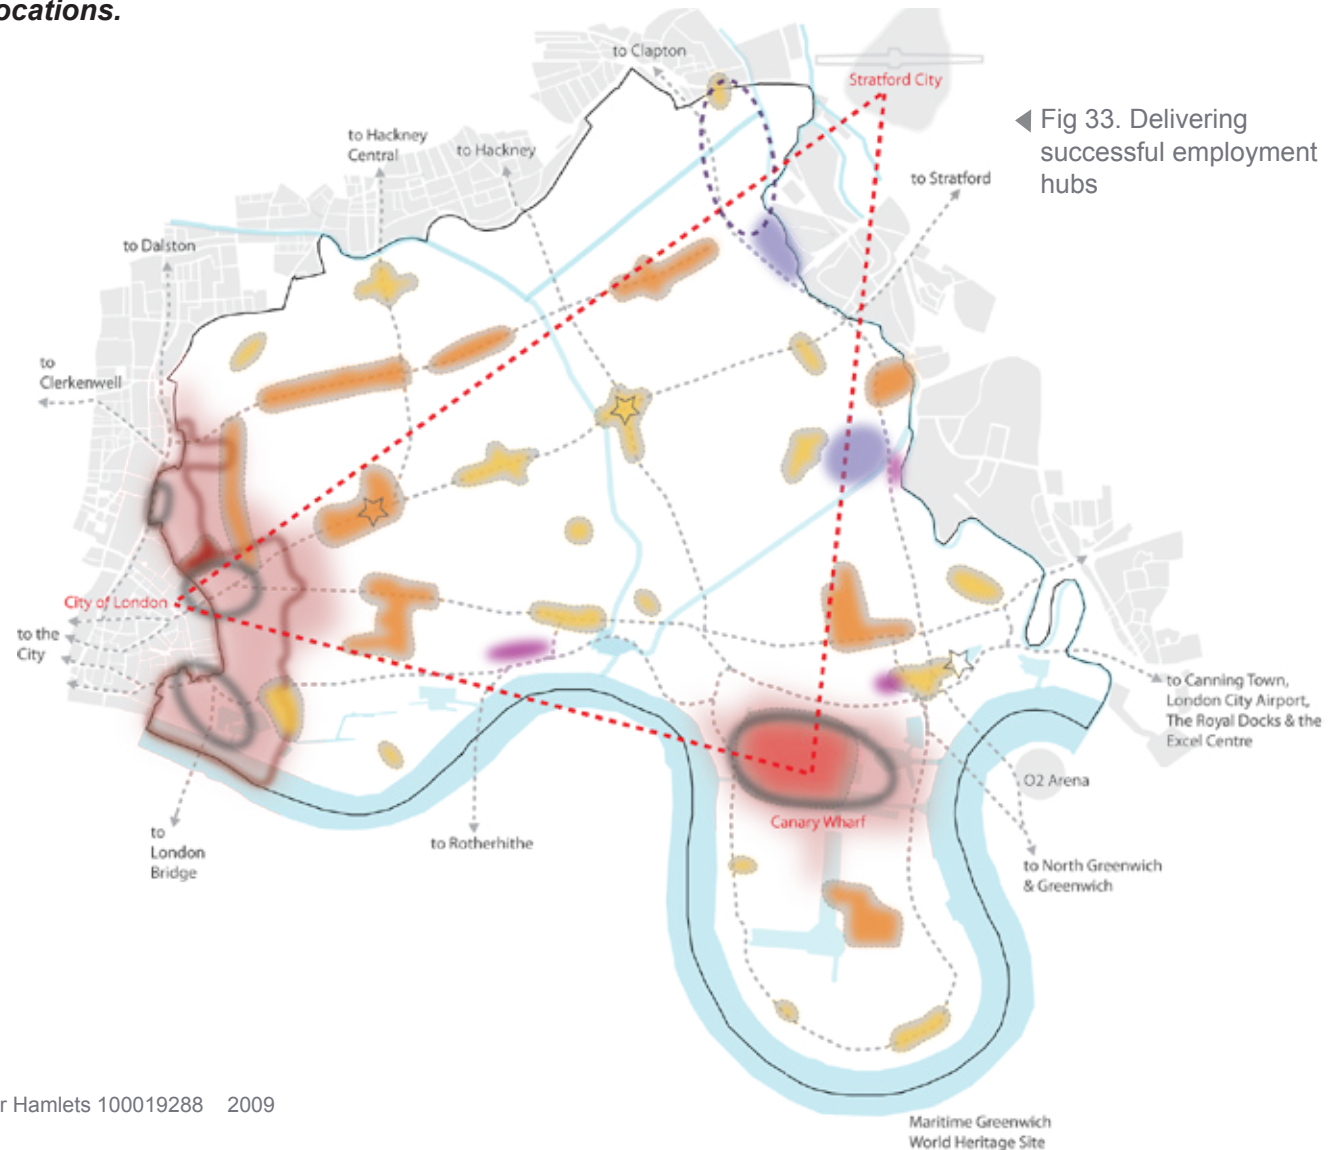 ocations.
to Clapton
Stratford City
Fig 33. Delivering
successful employment
hubs
to Hackney
Central
to Hackney
to Stratford
to Dalston
to
Clerkenwell
City of London
to the
City
to Canning Town,
London City Airport,
The Royal Docks & the
Excel Centre
O2 Arena
Canary Wharf
to
London
Bridge
to Rotherhithe
to North Greenwich
& Greenwich
r Hamlets 100019288 2009
Maritime Greenwich
World Heritage Site